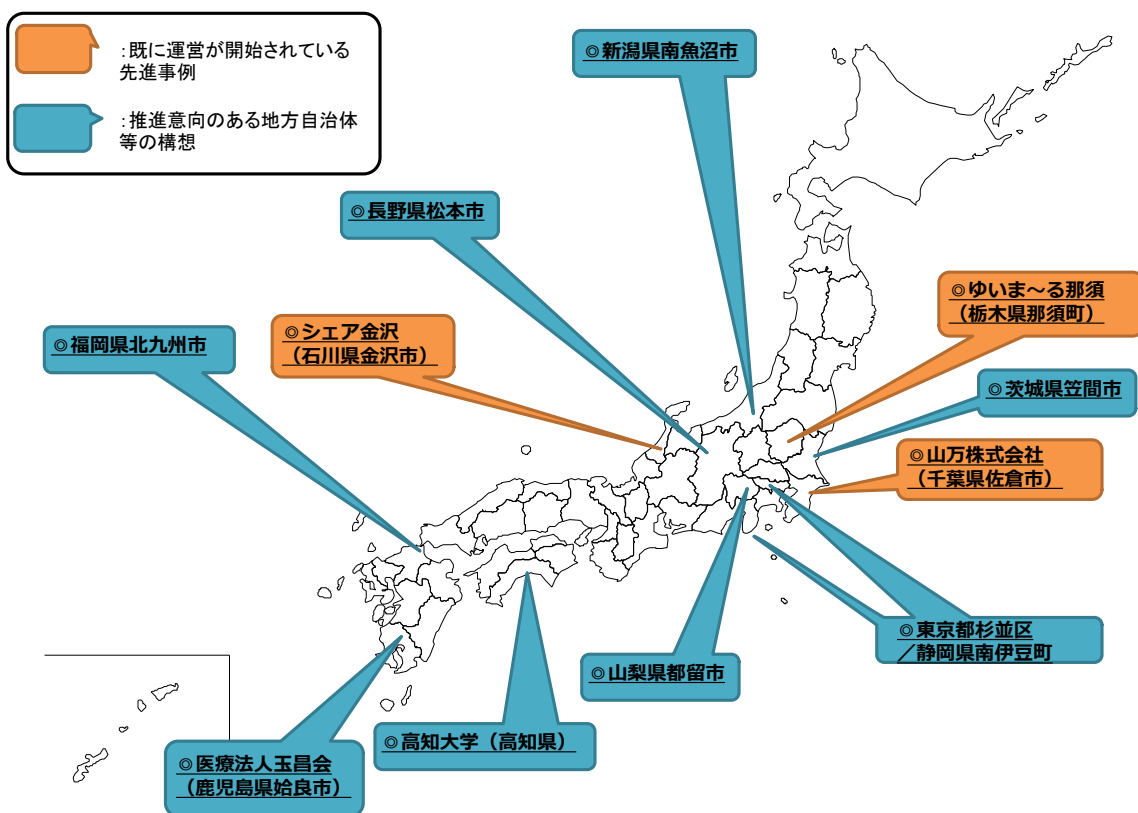 ：既に運営が開始されている
先進事例
：推進意向のある地方自治体
等の構想
◎新潟県南魚沼市
◎長野県松本市
◎ゆいま～る那須
（栃木県那須町）
◎シェア金沢
（石川県金沢市）
◎福岡県北九州市
◎茨城県笠間市
◎山万株式会社
（千葉県佐倉市）
◎東京都杉並区
／静岡県南伊豆町
◎山梨県都留市
◎高知大学（高知県）
◎医療法人玉昌会
（鹿児島県姶良市）